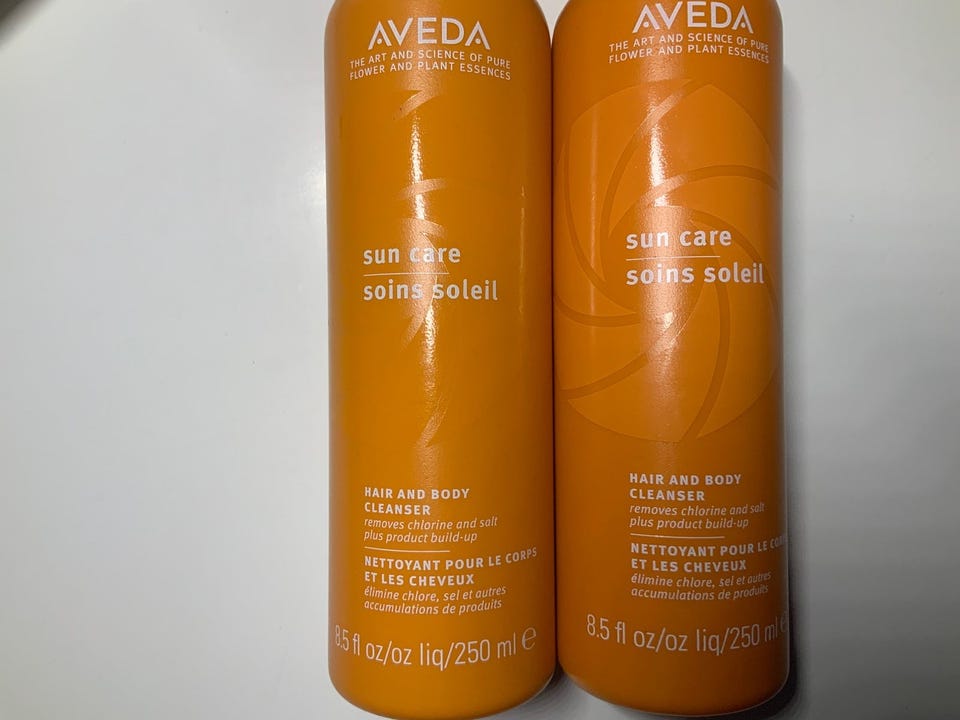 AVEDA
THE ART AND SCIENCE OF PURE
FLOWER AND PLANT ESSENCES
sun care
soins soleil
HAIR AND BODY
CLEANSER
removes chlorine and salt
plus product build-up
NETTOYANT POUR LE CORPS
ET LES CHEVEUX
élimine chlore, sel et autres
accumulations de produits
8.5 fl oz/oz liq/250 ml e
AVEDA
THE ART AND SCIENCE OF PURE
FLOWER AND PLANT ESSENCES
sun care
soins soleil
HAIR AND BODY
CLEANSER
removes chlorine and salt
plus product build-up
NETTOYANT POUR LE CORPS
ET LES CHEVEUX
élimine chlore, sel et autres
accumulations de produits
8.5 fl oz/oz liq/250 ml e